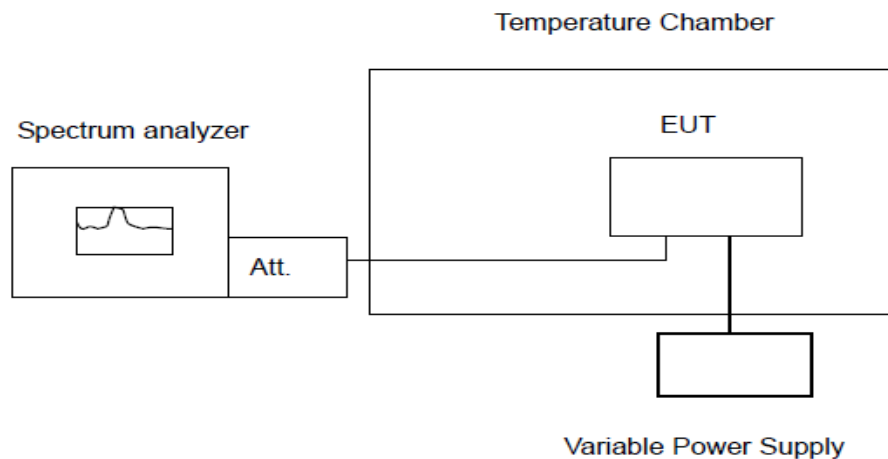 Temperature Chamber
Spectrum analyzer
EUT
Att.
Variable Power Supply